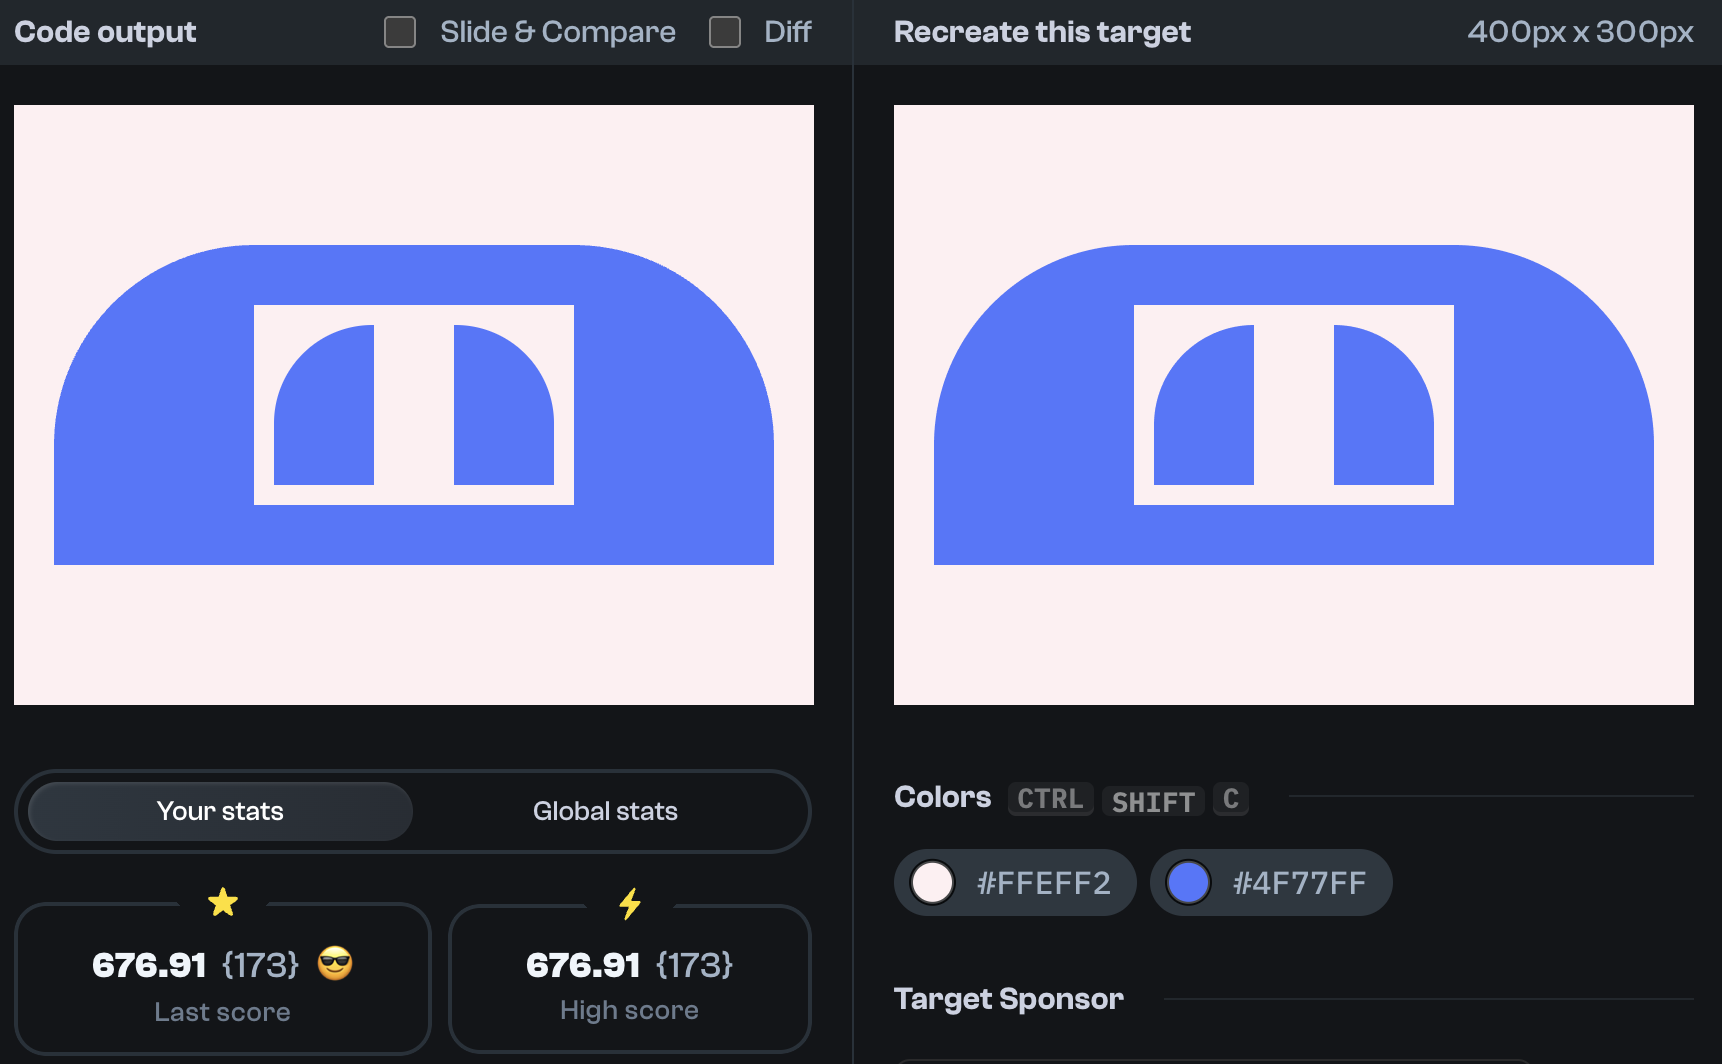 Code output
Slide & Compare
Diff
Recreate this target
400px x 300px
Your stats
Global stats
676.91 {173}
Last score
676.91 {173}
High score
Colors CTRL SHIFT C
#FFEFF2
#4F77FF
Target Sponsor